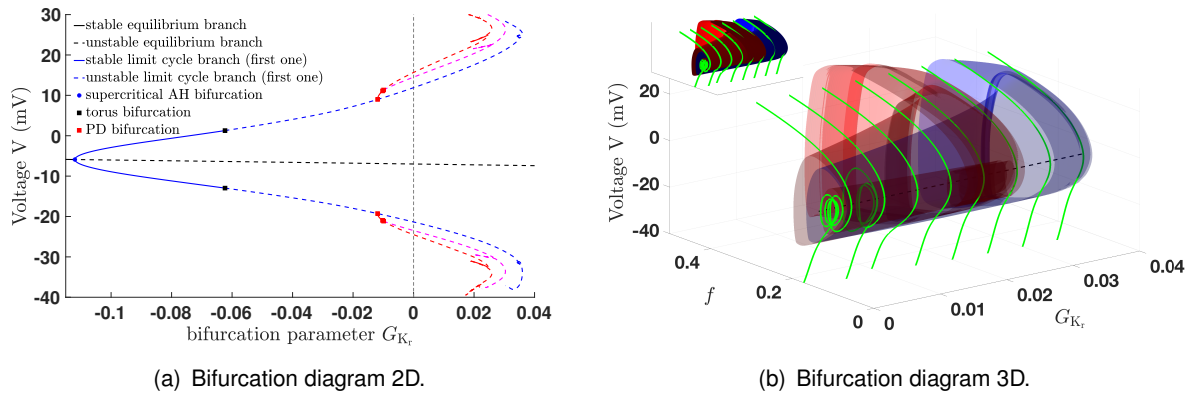 30
20
10
0
-10
-20
-30
-40
Voltage V (mV)
stable equilibrium branch
unstable equilibrium branch
stable limit cycle branch (first one)
unstable limit cycle branch (first one)
supercritical AH bifurcation
torus bifurcation
PD bifurcation
-0.1 -0.08 -0.06 -0.04 -0.02 0 0.02 0.04
bifurcation parameter G_{K_r}
(a) Bifurcation diagram 2D.
20
0
-20
-40
Voltage V (mV)
0.4
0.2
0
f
0 0.01 0.02 0.03 0.04
G_{K_r}
(b) Bifurcation diagram 3D.